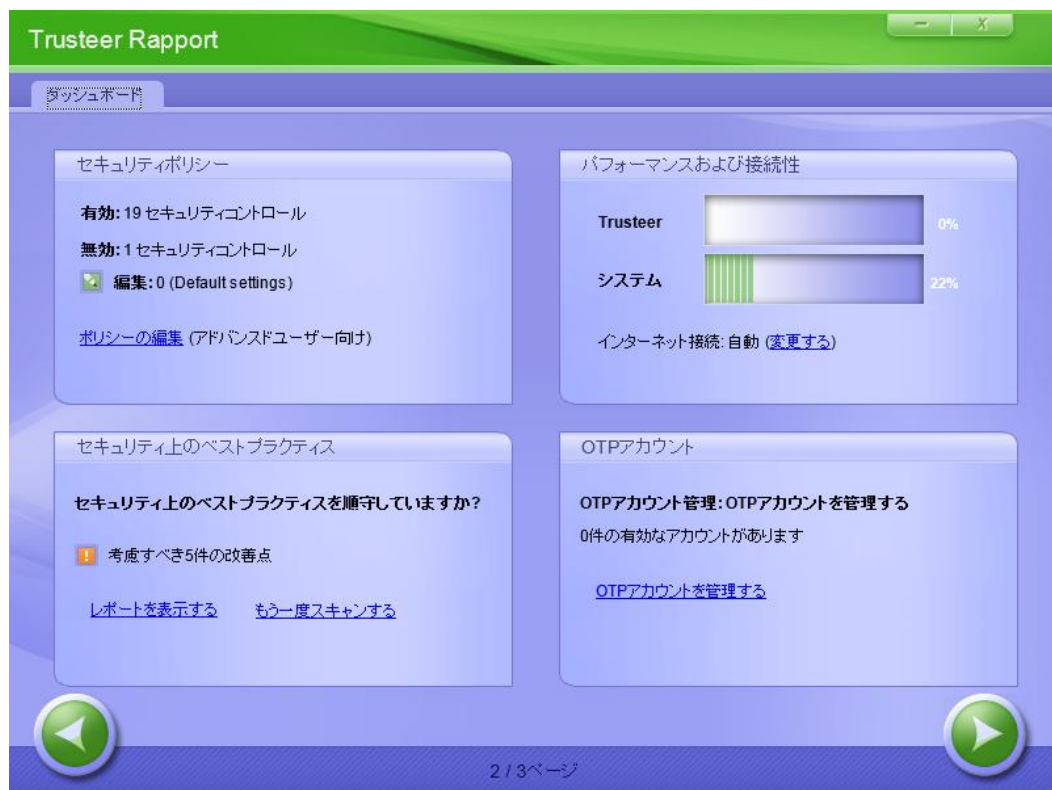 Trusteer Rapport
ダッシュボード
セキュリティポリシー
有効: 19 セキュリティコントロール
無効: 1 セキュリティコントロール
編集: 0 (Default settings)
ポリシーの編集 (アドバンスドユーザー向け)
パフォーマンスおよび接続性
Trusteer 0%
システム 22%
インターネット接続: 自動 (変更する)
セキュリティ上のベストプラクティス
セキュリティ上のベストプラクティスを順守していますか?
考慮すべき5件の改善点
レポートを表示する もう一度スキャンする
OTPアカウント
OTPアカウント管理: OTPアカウントを管理する
0件の有効なアカウントがあります
OTPアカウントを管理する
2 / 3ページ